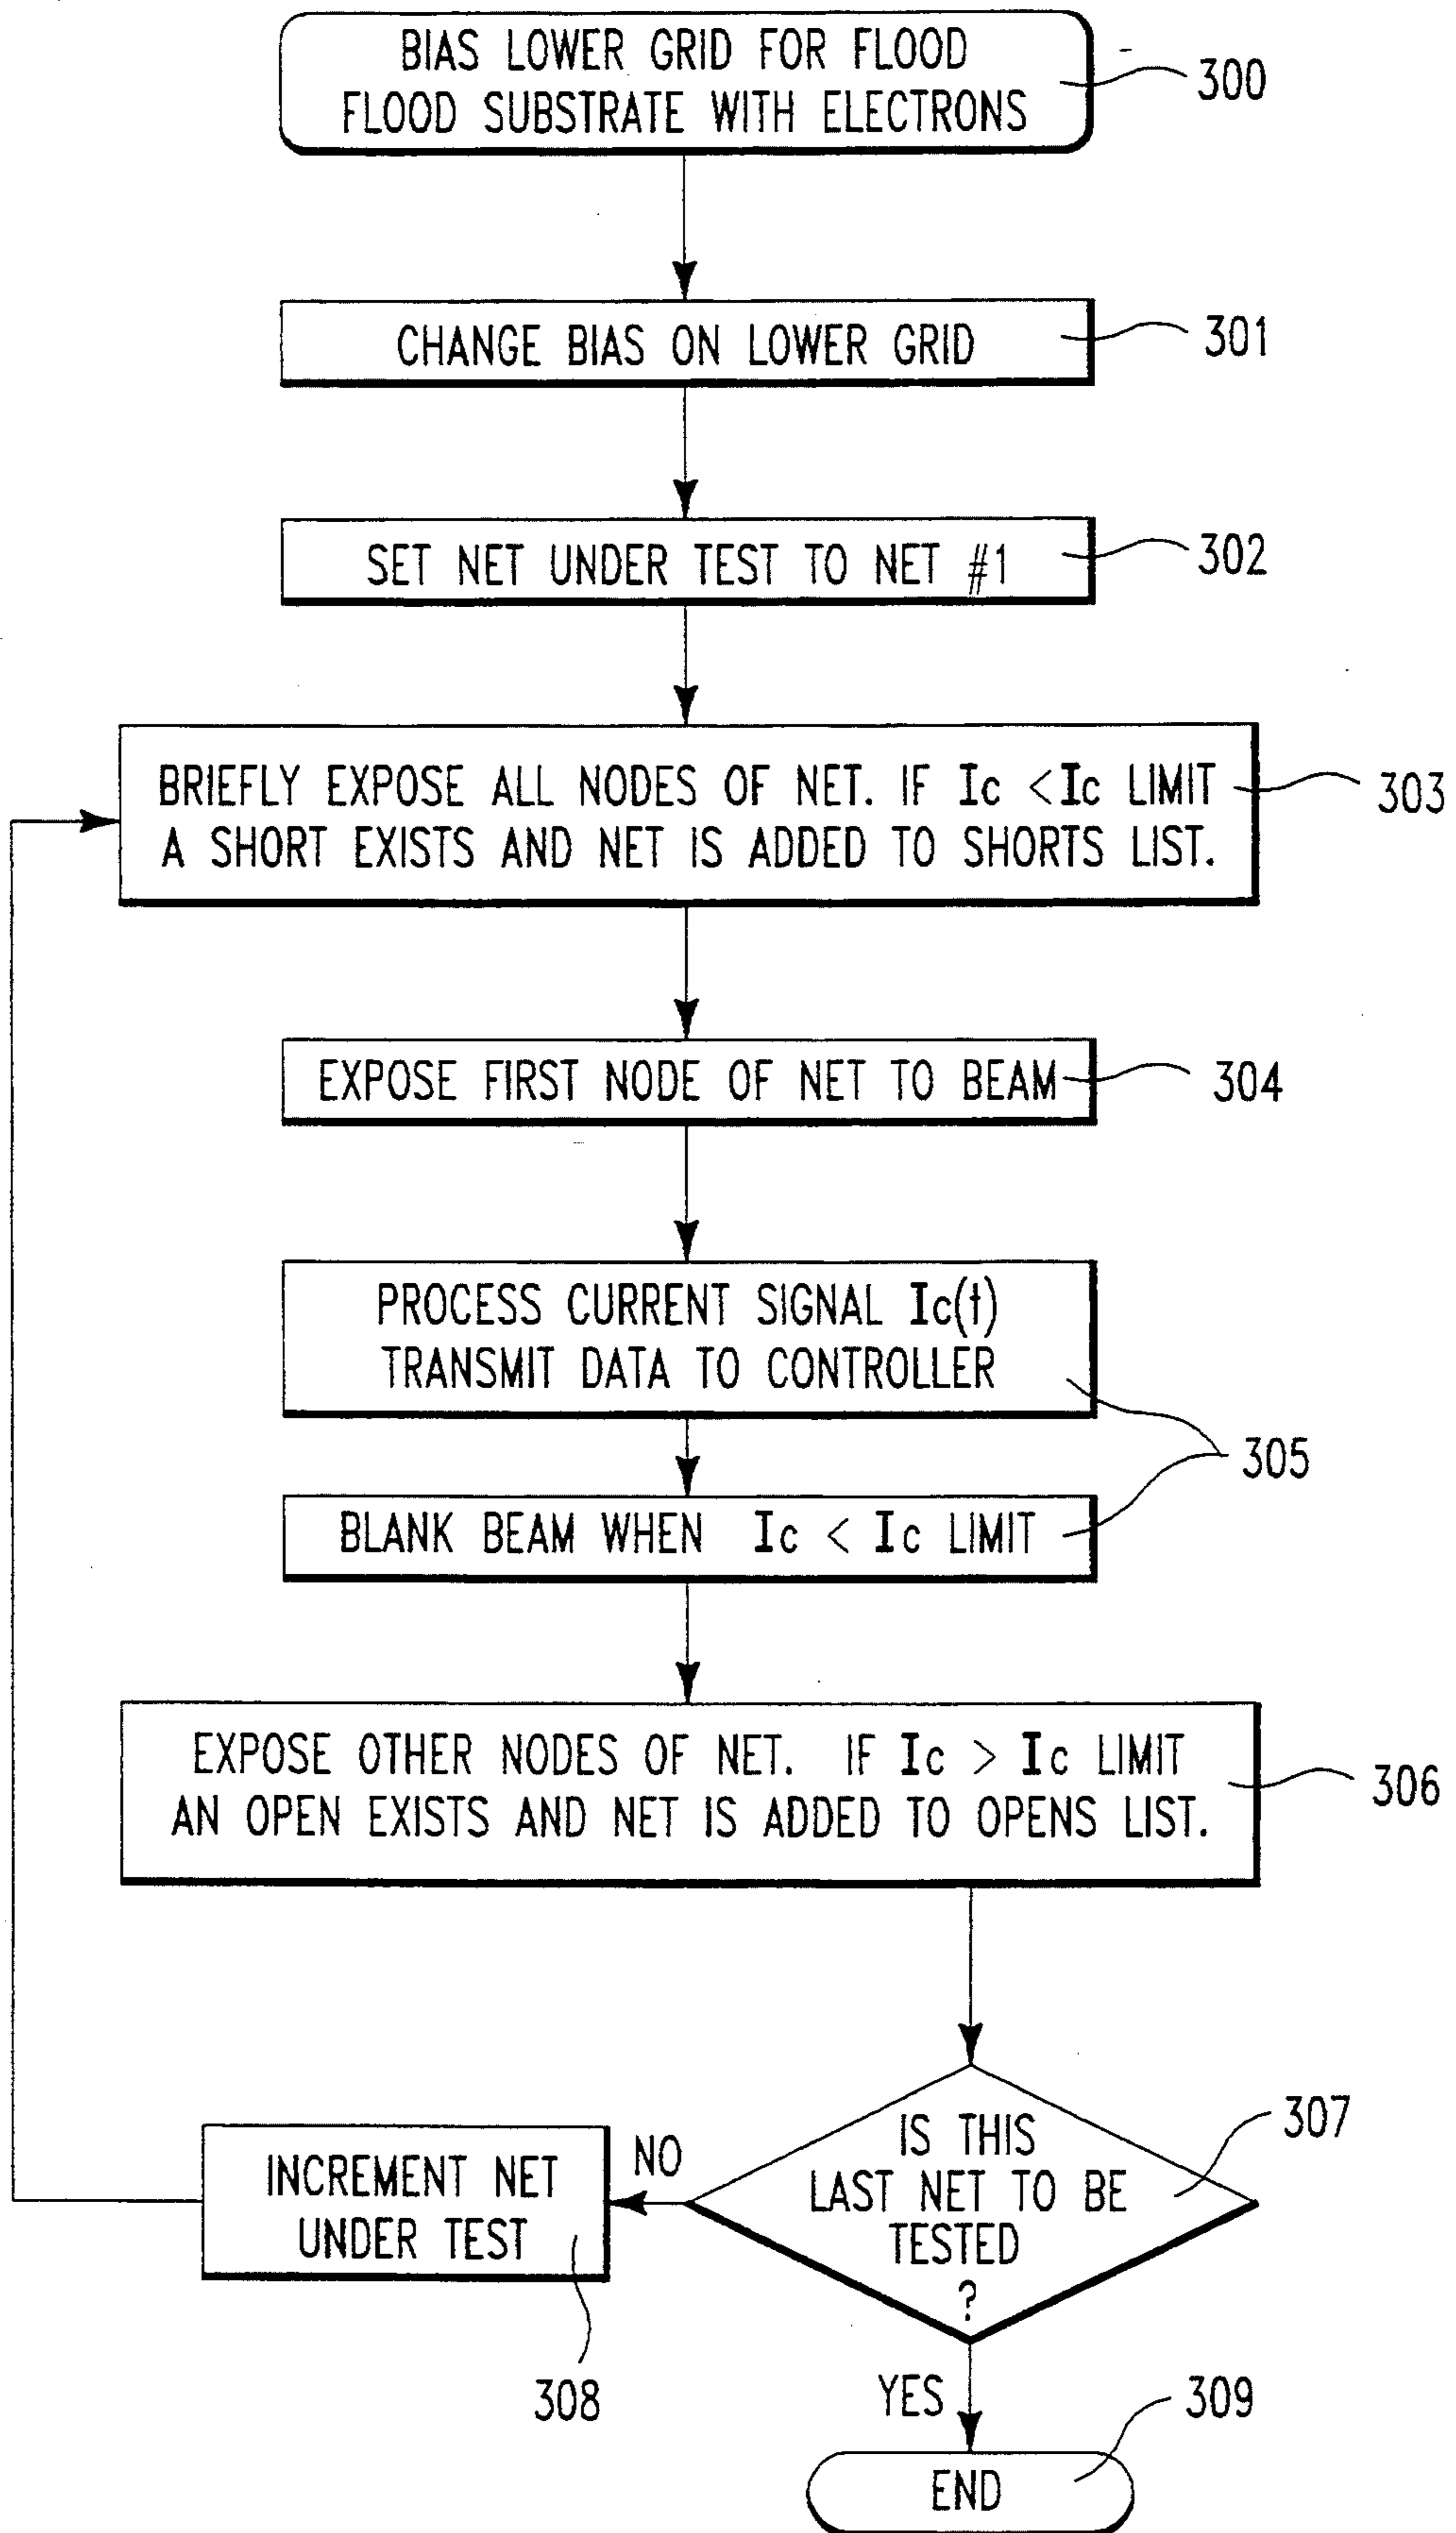 BIAS LOWER GRID FOR FLOOD
FLOOD SUBSTRATE WITH ELECTRONS
300
CHANGE BIAS ON LOWER GRID
301
SET NET UNDER TEST TO NET #1
302
BRIEFLY EXPOSE ALL NODES OF NET. IF Ic <Ic LIMIT
A SHORT EXISTS AND NET IS ADDED TO SHORTS LIST.
303
EXPOSE FIRST NODE OF NET TO BEAM
304
PROCESS CURRENT SIGNAL Ic(t)
TRANSMIT DATA TO CONTROLLER
305
BLANK BEAM WHEN Ic < Ic LIMIT
EXPOSE OTHER NODES OF NET. IF Ic > Ic LIMIT
AN OPEN EXISTS AND NET IS ADDED TO OPENS LIST.
306
IS THIS
LAST NET TO BE
TESTED
?
307
NO
INCREMENT NET
UNDER TEST
308
YES
309
END